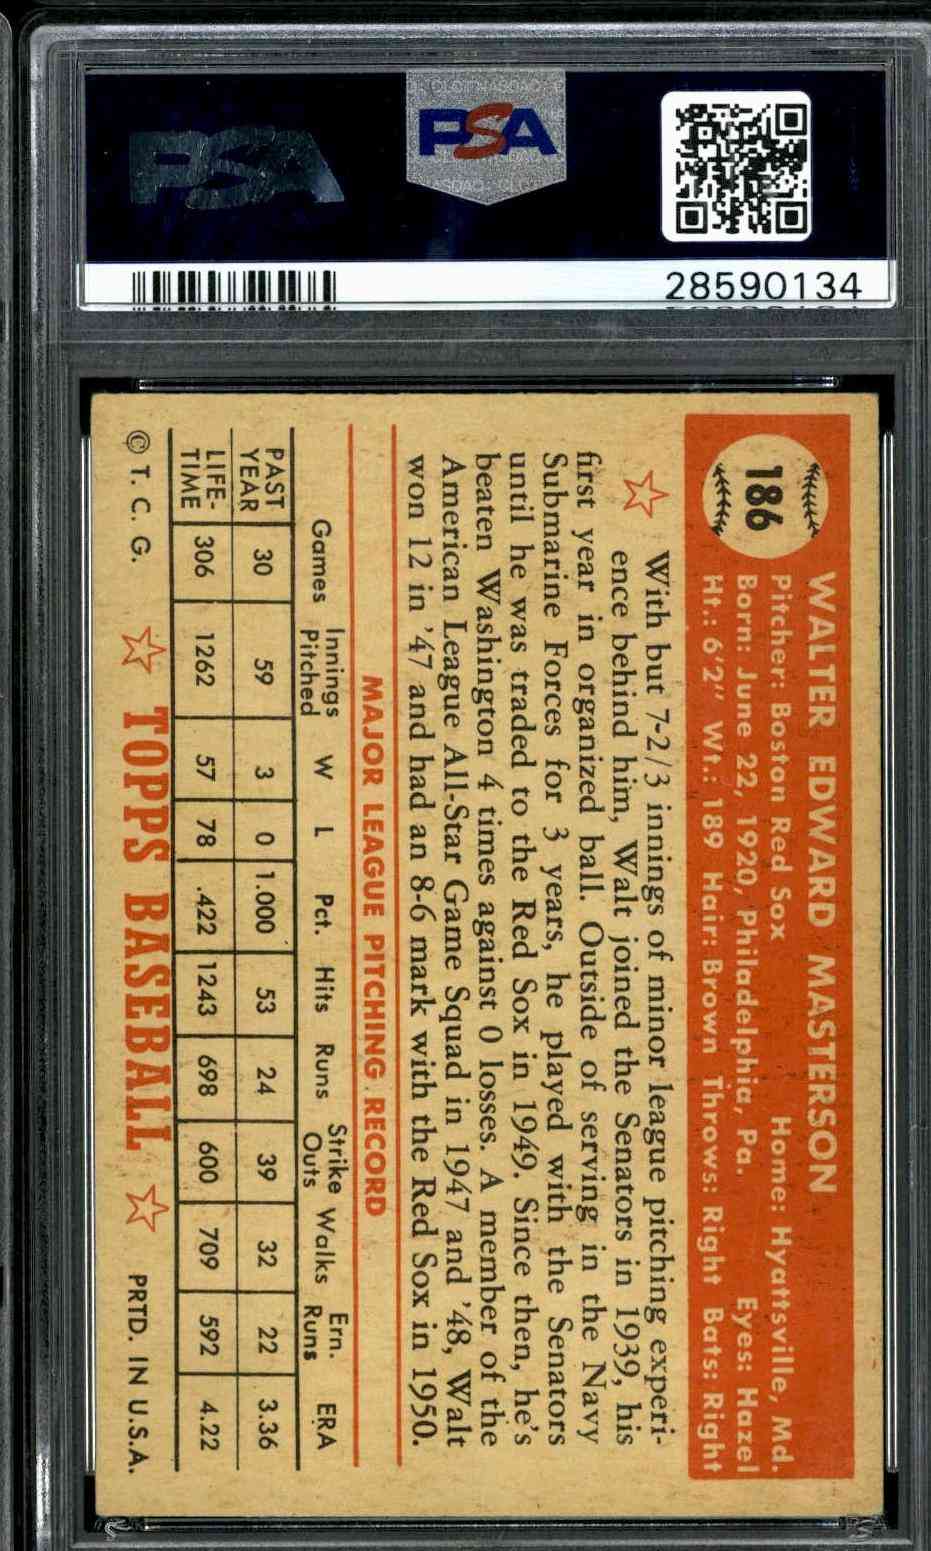 PSA
PSA
28590134
186
WALTER EDWARD MASTERSON
Pitcher: Boston Red Sox Home: Hyattsville, Md.
Born: June 22, 1920, Philadelphia, Pa. Eyes: Hazel
Ht.: 6'2" Wt.: 189 Hair: Brown Throws: Right Bats: Right
With but 7-2/3 innings of minor league pitching experi-
ence behind him, Walt joined the Senators in 1939, his
first year in organized ball. Outside of serving in the Navy
Submarine Forces for 3 years, he played with the Senators
until he was traded to the Red Sox in 1949. Since then, he's
beaten Washington 4 times against 0 losses. A member of the
American League All-Star Game Squad in 1947 and '48, Walt
won 12 in '47 and had an 8-6 mark with the Red Sox in 1950.
MAJOR LEAGUE PITCHING RECORD
Games Innings Pitched W L Pct. Hits Runs Strike Outs Walks Ern. Runs ERA
PAST YEAR 30 59 3 0 1.000 53 24 39 32 22 3.36
LIFE-TIME 306 1262 57 78 .422 1243 698 600 709 592 4.22
© T. C. G. TOPPS BASEBALL PRTD. IN U.S.A.